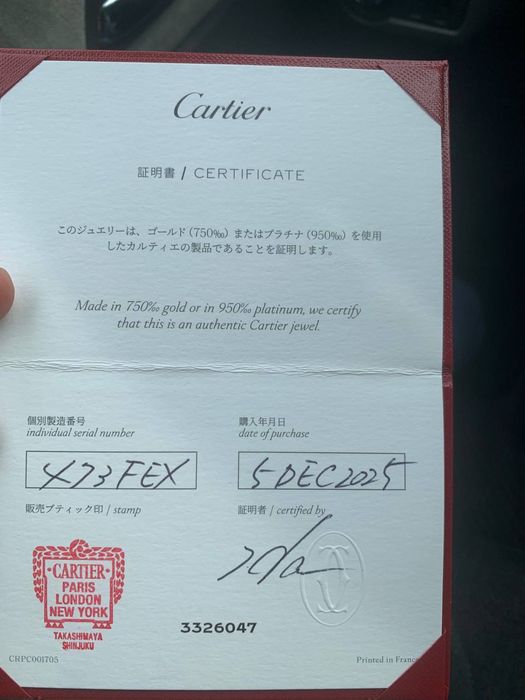 Cartier
証明書 / CERTIFICATE
このジュエリーは、ゴールド(750‰)またはプラチナ(950‰)を使用
したカルティエの製品であることを証明します。
Made in 750‰ gold or in 950‰ platinum, we certify
that this is an authentic Cartier jewel.
個別製造番号
individual serial number
購入年月日
date of purchase
473FEX
5 DEC 2025
販売ブティック印 / stamp
証明者 / certified by
CARTIER
PARIS
LONDON
NEW YORK
TAKASHIMAYA
SHINJUKU
3326047
CRPC001705
Printed in France